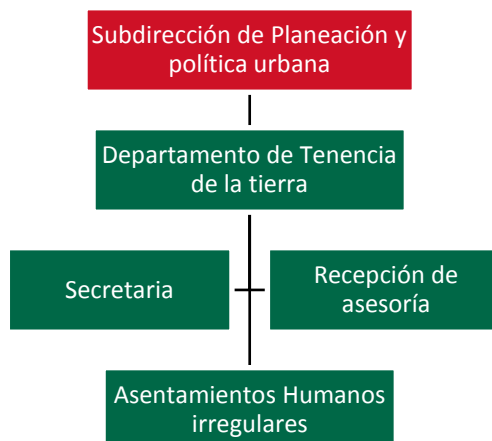 Subdirección de Planeación y
política urbana
Departamento de Tenencia
de la tierra
Secretaria
Recepción de
asesoría
Asentamientos Humanos
irregulares